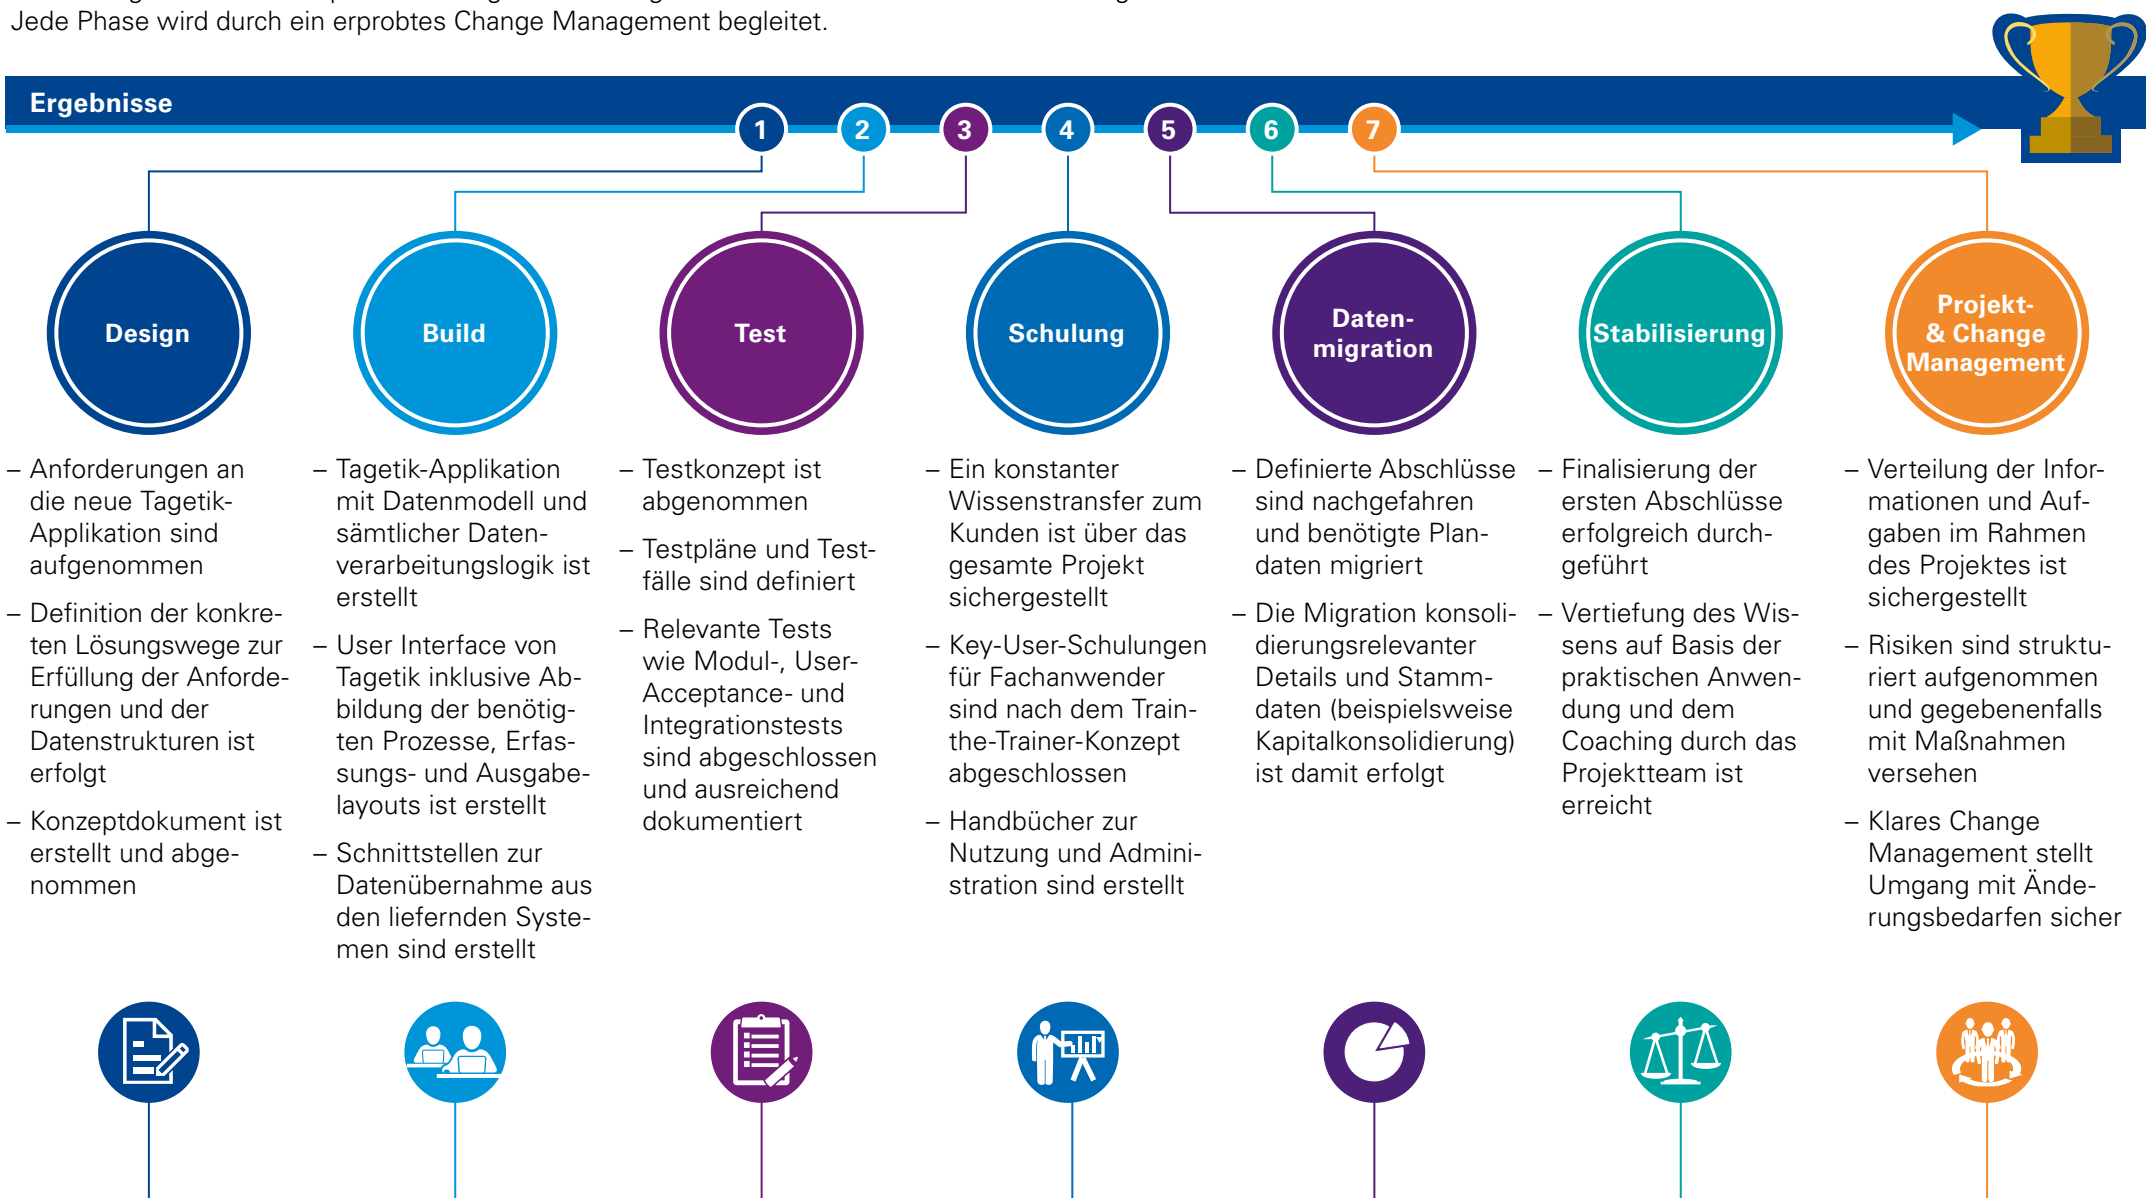 Jede Phase wird durch ein erprobtes Change Management begleitet.
Ergebnisse
1 2 3 4 5 6 7
Design
Build
Test
Schulung
Daten-
migration
Stabilisierung
Projekt-
& Change
Management
– Anforderungen an
die neue Tagetik-
Applikation sind
aufgenommen
– Definition der konkre-
ten Lösungswege zur
Erfüllung der Anforde-
rungen und der
Datenstrukturen ist
erfolgt
– Konzeptdokument ist
erstellt und abge-
nommen
– Tagetik-Applikation
mit Datenmodell und
sämtlicher Daten-
verarbeitungslogik ist
erstellt
– User Interface von
Tagetik inklusive Ab-
bildung der benötig-
ten Prozesse, Erfas-
sungs- und Ausgabe-
layouts ist erstellt
– Schnittstellen zur
Datenübernahme aus
den liefernden Syste-
men sind erstellt
– Testkonzept ist
abgenommen
– Testpläne und Test-
fälle sind definiert
– Relevante Tests
wie Modul-, User-
Acceptance- und
Integrationstests
sind abgeschlossen
und ausreichend
dokumentiert
– Ein konstanter
Wissenstransfer zum
Kunden ist über das
gesamte Projekt
sichergestellt
– Key-User-Schulungen
für Fachanwender
sind nach dem Train-
the-Trainer-Konzept
abgeschlossen
– Handbücher zur
Nutzung und Admini-
stration sind erstellt
– Definierte Abschlüsse
sind nachgefahren
und benötigte Plan-
daten migriert
– Die Migration konsoli-
dierungsrelevanter
Details und Stamm-
daten (beispielsweise
Kapitalkonsolidierung)
ist damit erfolgt
– Finalisierung der
ersten Abschlüsse
erfolgreich durch-
geführt
– Vertiefung des Wis-
sens auf Basis der
praktischen Anwen-
dung und dem
Coaching durch das
Projektteam ist
erreicht
– Verteilung der Infor-
mationen und Auf-
gaben im Rahmen
des Projektes ist
sichergestellt
– Risiken sind struktu-
riert aufgenommen
und gegebenenfalls
mit Maßnahmen
versehen
– Klares Change
Management stellt
Umgang mit Ände-
rungsbedarfen sicher